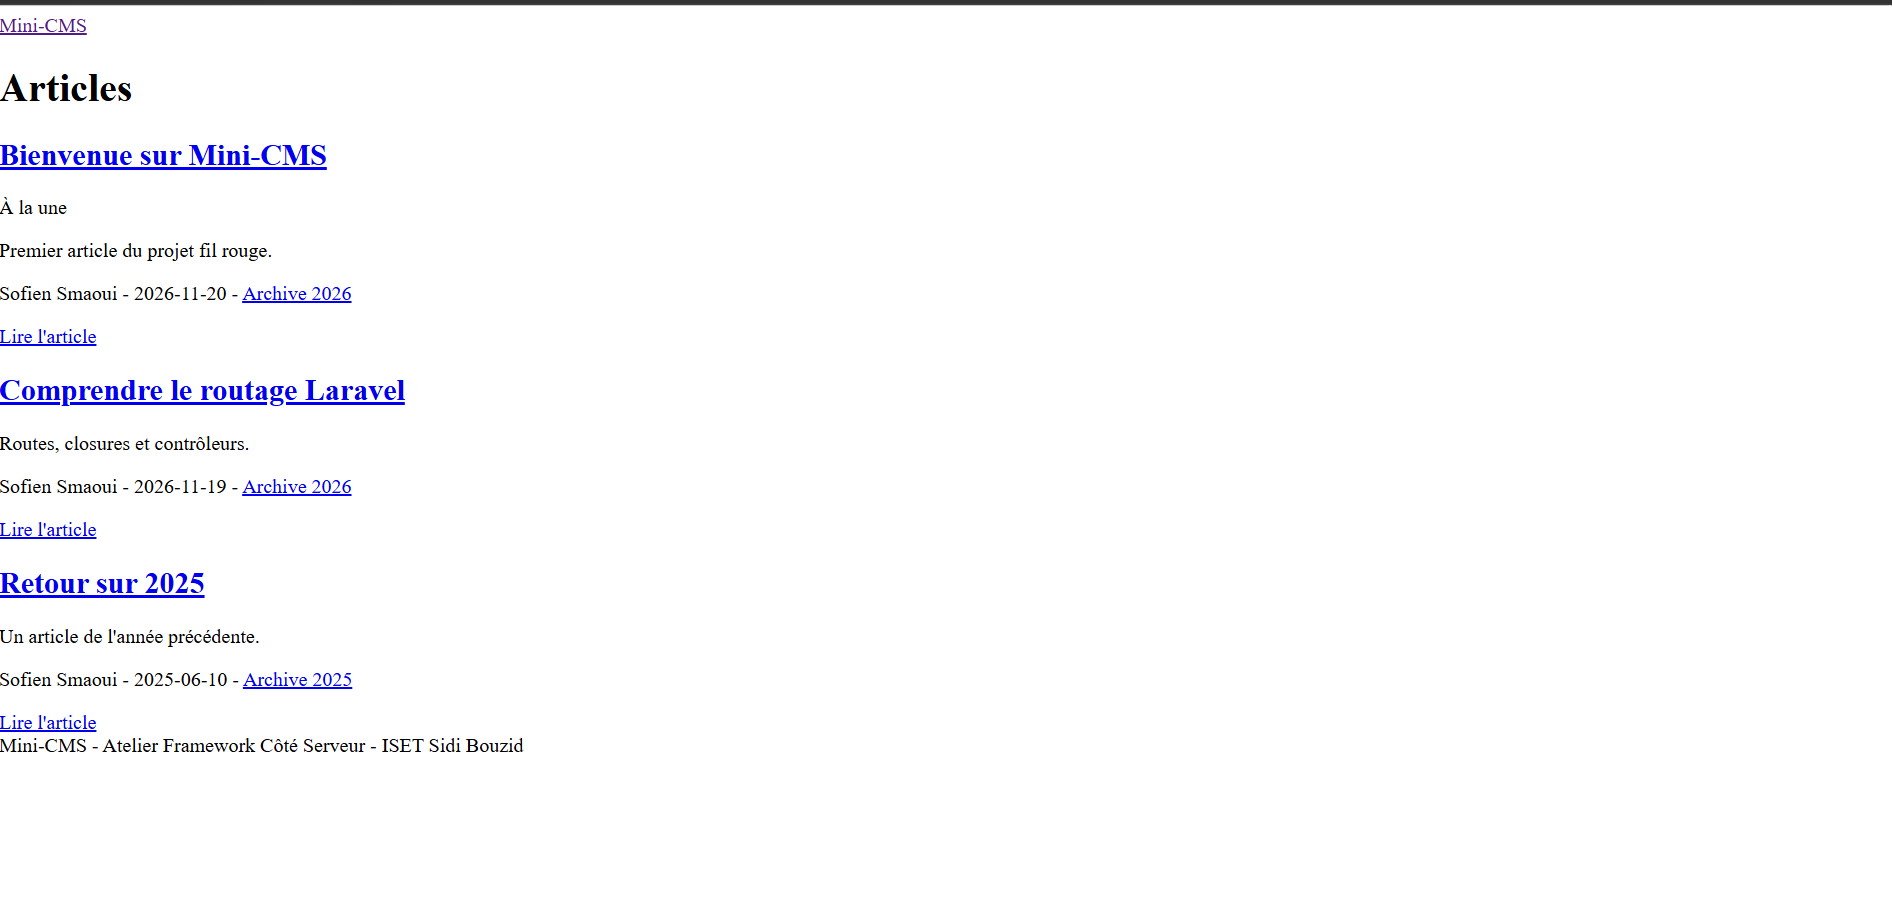 Mini-CMS
Articles
Bienvenue sur Mini-CMS
À la une
Premier article du projet fil rouge.
Sofien Smaoui - 2026-11-20 - Archive 2026
Lire l'article
Comprendre le routage Laravel
Routes, closures et contrôleurs.
Sofien Smaoui - 2026-11-19 - Archive 2026
Lire l'article
Retour sur 2025
Un article de l'année précédente.
Sofien Smaoui - 2025-06-10 - Archive 2025
Lire l'article
Mini-CMS - Atelier Framework Côté Serveur - ISET Sidi Bouzid